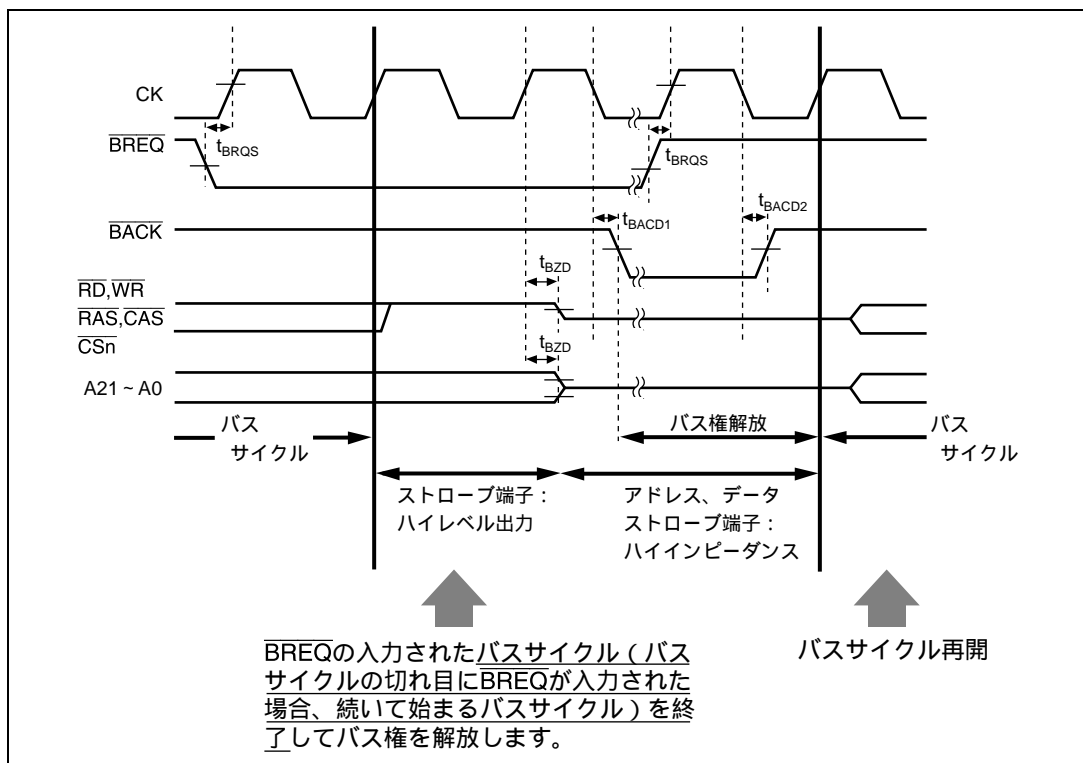 CK
BREQ
tBRQS
tBRQS
BACK
tBACD1
tBACD2
tBZD
RD,WR
RAS,CAS
CSn
tBZD
A21 ~ A0
バス
サイクル
バス権解放
バス
サイクル
ストローブ端子：
ハイレベル出力
アドレス、データ
ストローブ端子：
ハイインピーダンス
BREQの入力されたバスサイクル（バス
サイクルの切れ目にBREQが入力された
場合、続いて始まるバスサイクル）を終
了してバス権を解放します。
バスサイクル再開